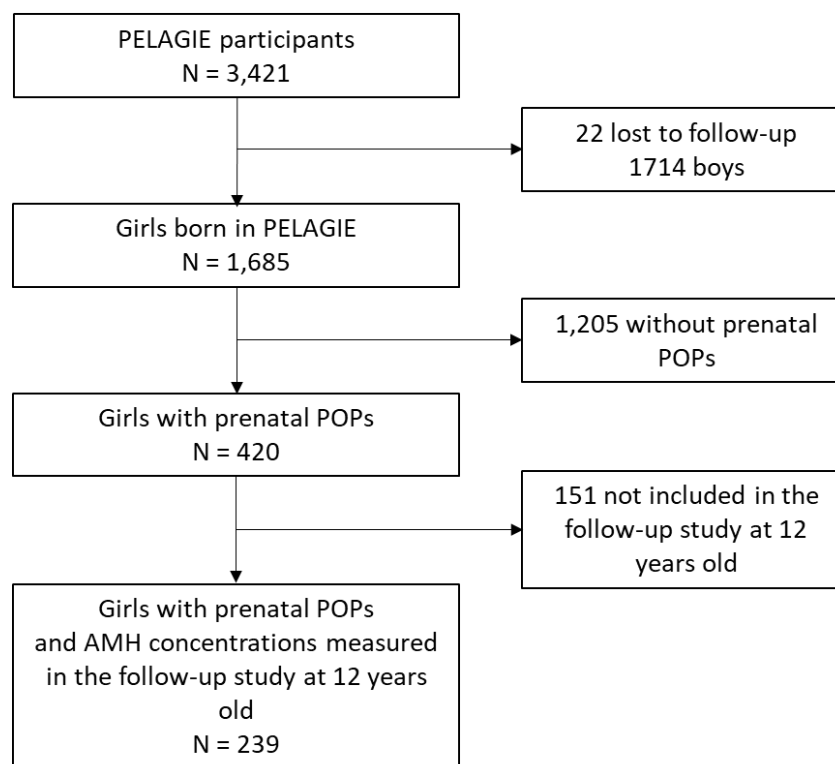 PELAGIE participants
N = 3,421
22 lost to follow-up
1714 boys
Girls born in PELAGIE
N = 1,685
1,205 without prenatal
POPs
Girls with prenatal POPs
N = 420
151 not included in the
follow-up study at 12
years old
Girls with prenatal POPs
and AMH concentrations measured
in the follow-up study at 12 years
old
N = 239